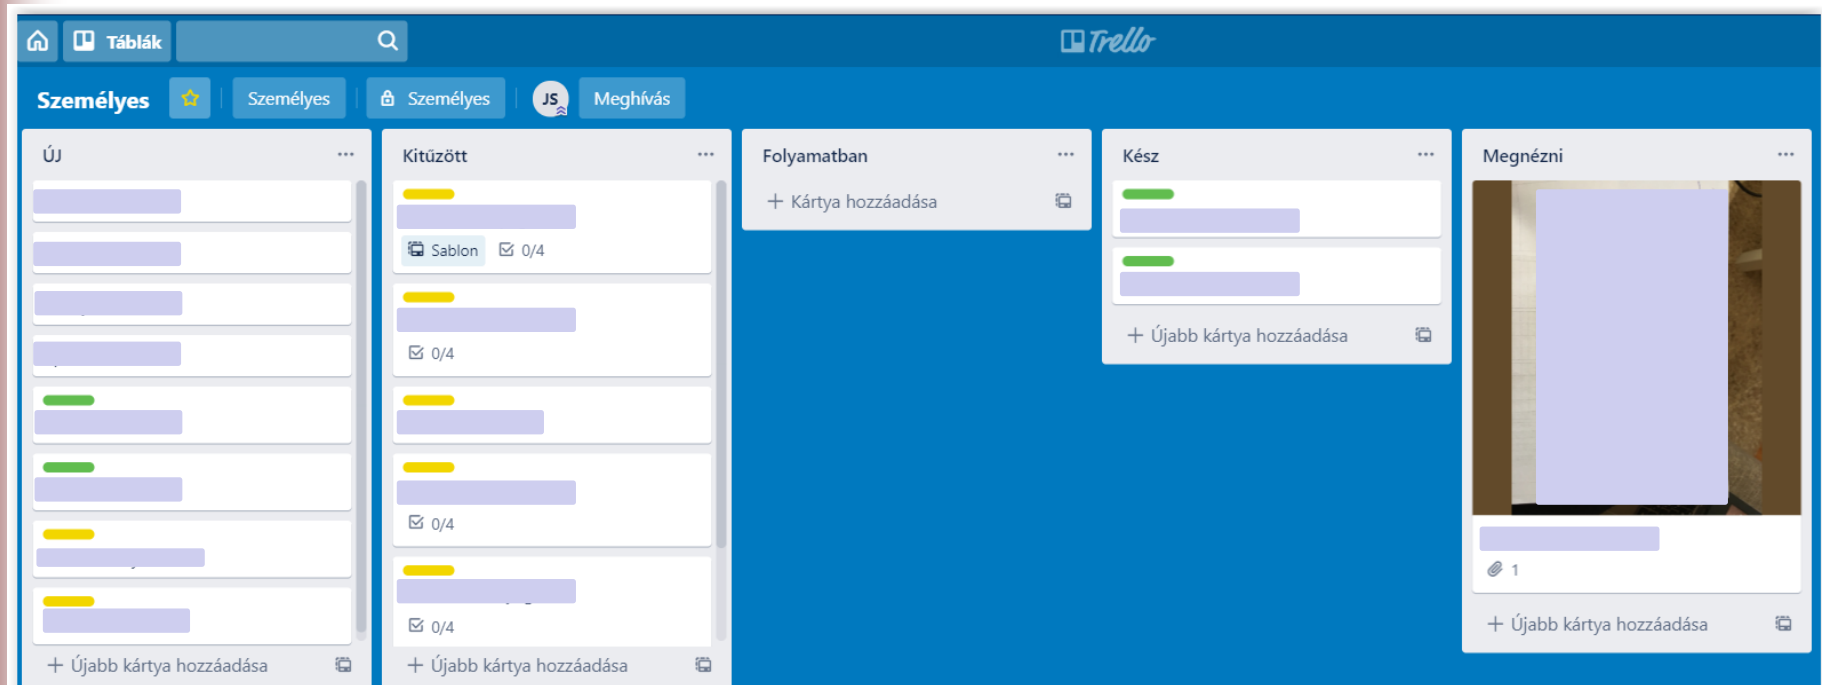 Táblák
Trello
Személyes Személyes Személyes JS Meghívás
ÚJ
+ Újabb kártya hozzáadása
Kitűzött
Sablon 0/4
0/4
0/4
0/4
+ Újabb kártya hozzáadása
Folyamatban
+ Kártya hozzáadása
Kész
+ Újabb kártya hozzáadása
Megnézni
1
+ Újabb kártya hozzáadása